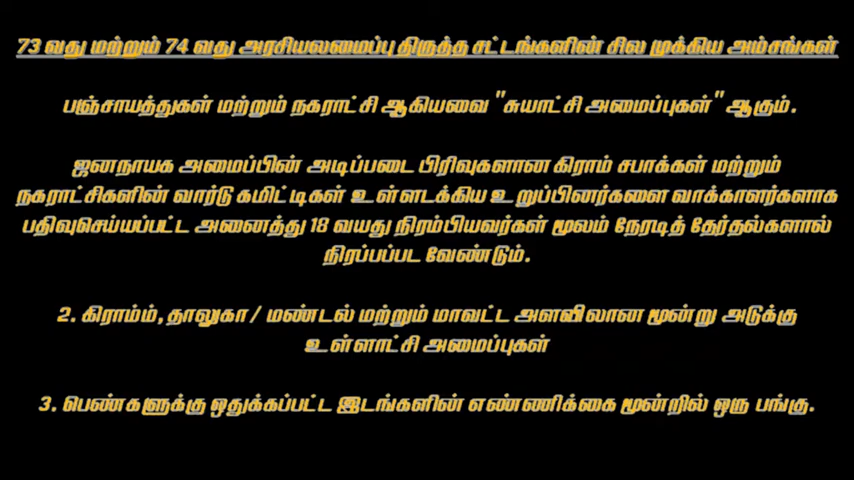 73 வது மற்றும் 74 வது அரசியலமைப்பு திருத்த சட்டங்களின் சில முக்கிய அம்சங்கள்
பஞ்சாயத்துகள் மற்றும் நகராட்சி ஆகியவை "சுயாட்சி அமைப்புகள்" ஆகும்.
ஜனநாயக அமைப்பின் அடிப்படை பிரிவுகளான கிராம் சபாக்கள் மற்றும்
நகராட்சிகளின் வார்டு கமிட்டிகள் உள்ளடக்கிய உறுப்பினர்களை வாக்காளர்களாக
பதிவுசெய்யப்பட்ட அனைத்து 18 வயது நிரம்பியவர்கள் மூலம் நேரடித் தேர்தல்களால்
நிரப்பப்பட வேண்டும்.
2. கிராம்ம், தாலுகா / மண்டல் மற்றும் மாவட்ட அளவிலான மூன்று அடுக்கு
உள்ளாட்சி அமைப்புகள்
3. பெண்களுக்கு ஒதுக்கப்பட்ட இடங்களின் எண்ணிக்கை மூன்றில் ஒரு பங்கு.